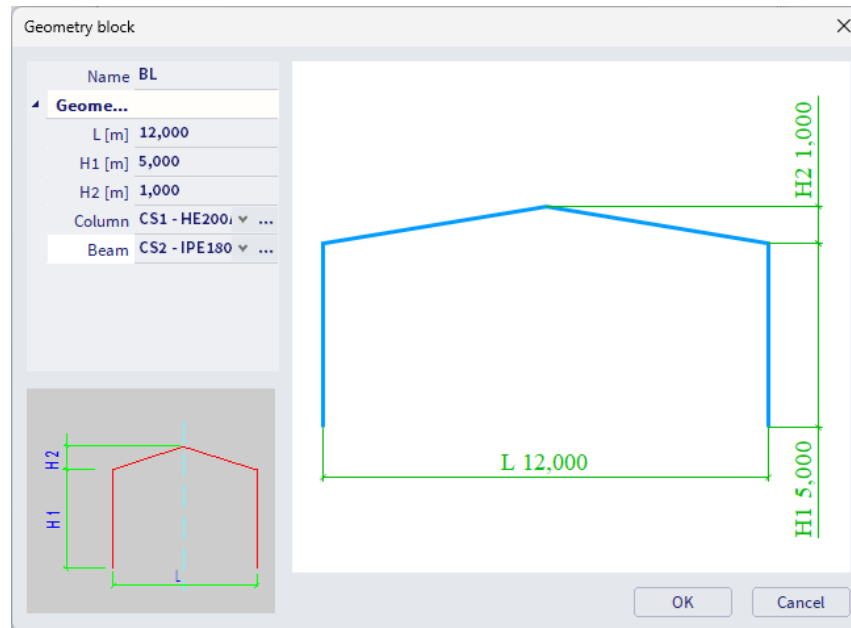 Geometry block
Name BL
Geome...
L [m] 12,000
H1 [m] 5,000
H2 [m] 1,000
Column CS1 - HE200A ...
Beam CS2 - IPE180 ...
H2 1,000
L 12,000
H1 5,000
H2
H1
L
OK
Cancel